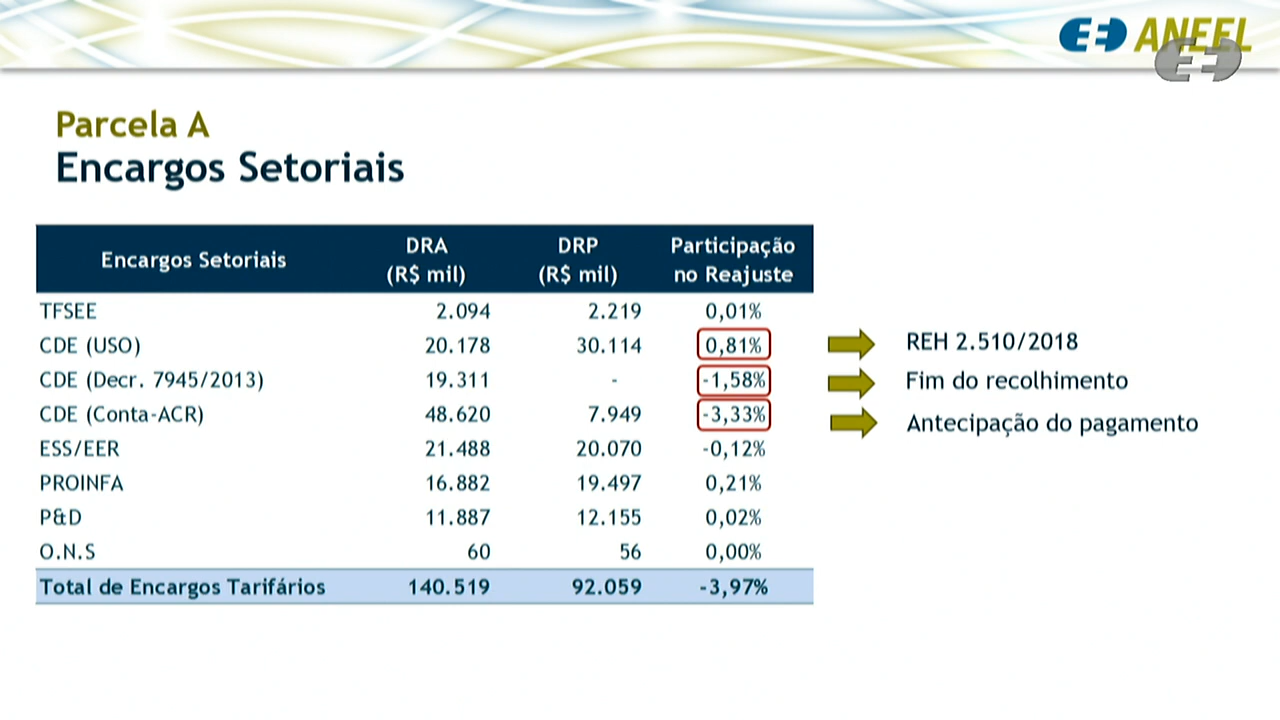 ANEEL
Parcela A
Encargos Setoriais
Encargos Setoriais DRA (R$ mil) DRP (R$ mil) Participação no Reajuste
TFSEE 2.094 2.219 0,01%
CDE (USO) 20.178 30.114 0,81% REH 2.510/2018
CDE (Decr. 7945/2013) 19.311 - -1,58% Fim do recolhimento
CDE (Conta-ACR) 48.620 7.949 -3,33% Antecipação do pagamento
ESS/EER 21.488 20.070 -0,12%
PROINFA 16.882 19.497 0,21%
P&D 11.887 12.155 0,02%
O.N.S 60 56 0,00%
Total de Encargos Tarifários 140.519 92.059 -3,97%